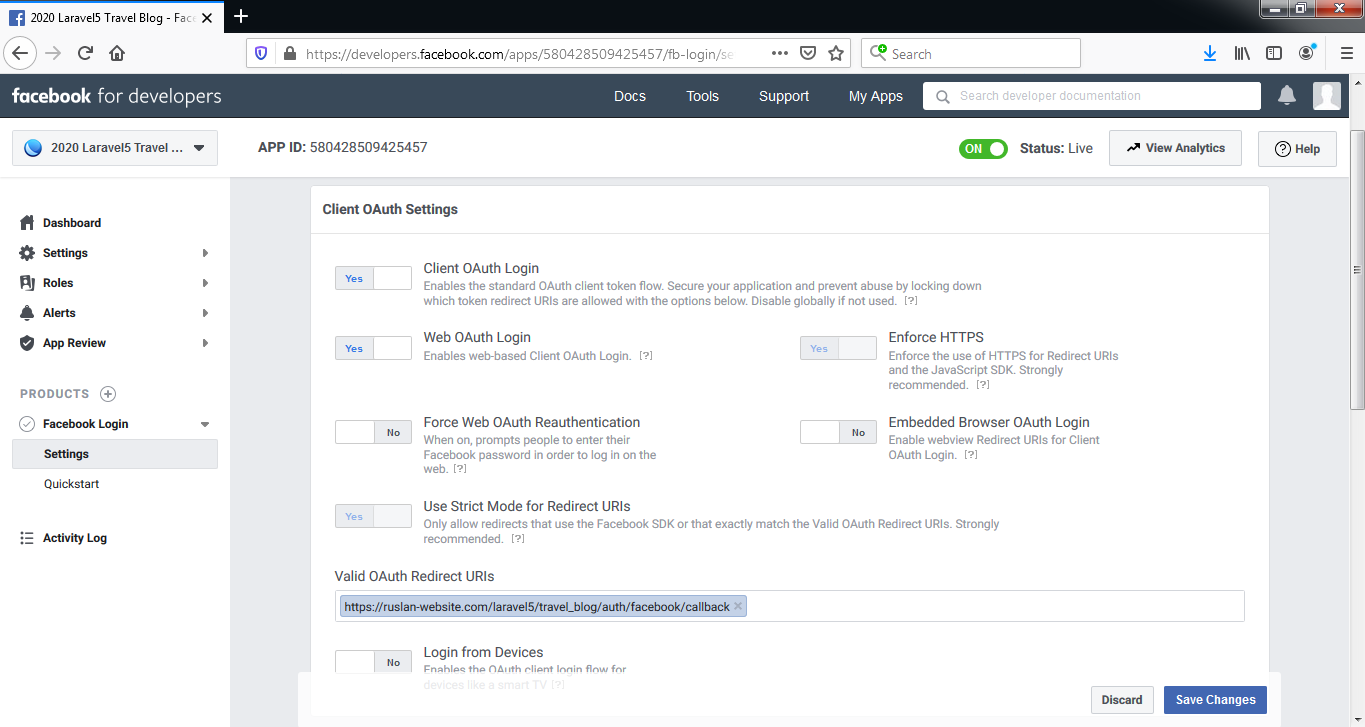 2020 Laravel5 Travel Blog - Face
https://developers.facebook.com/apps/580428509425457/fb-login/se
Search
facebook for developers
Docs
Tools
Support
My Apps
Search developer documentation
2020 Laravel5 Travel ...
APP ID: 580428509425457
ON
Status: Live
View Analytics
Help
Dashboard
Settings
Roles
Alerts
App Review
PRODUCTS
Facebook Login
Settings
Quickstart
Activity Log
Client OAuth Settings
Yes
Client OAuth Login
Enables the standard OAuth client token flow. Secure your application and prevent abuse by locking down
which token redirect URIs are allowed with the options below. Disable globally if not used. [?]
Yes
Web OAuth Login
Enables web-based Client OAuth Login. [?]
Yes
Enforce HTTPS
Enforce the use of HTTPS for Redirect URIs
and the JavaScript SDK. Strongly
recommended. [?]
No
Force Web OAuth Reauthentication
When on, prompts people to enter their
Facebook password in order to log in on the
web. [?]
No
Embedded Browser OAuth Login
Enable webview Redirect URIs for Client
OAuth Login. [?]
Yes
Use Strict Mode for Redirect URIs
Only allow redirects that use the Facebook SDK or that exactly match the Valid OAuth Redirect URIs. Strongly
recommended. [?]
Valid OAuth Redirect URIs
https://ruslan-website.com/laravel5/travel_blog/auth/facebook/callback
No
Login from Devices
Enables the OAuth client login flow for
devices like a smart TV [?]
Discard
Save Changes